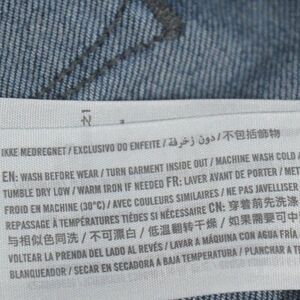 IKKE MEDREGNET / EXCLUSIVO DO ENFEITE / دون زخرفة / 不包括飾物
EN: WASH BEFORE WEAR / TURN GARMENT INSIDE OUT / MACHINE WASH COLD
TUMBLE DRY LOW / WARM IRON IF NEEDED FR: LAVER AVANT DE PORTER / MET
FROID EN MACHINE (30°C) / AVEC COULEURS SIMILAIRES / NE PAS JAVELLISER
REPASSAGE À TEMPÉRATURES TIÈDES SI NÉCESSAIRE CN: 穿着前先洗涤
与相似色同洗 / 不可漂白 / 低温翻转干燥 / 如果需要可中
VOLTEAR LA PRENDA DEL LADO AL REVÉS / LAVAR A MÁQUINA CON AGUA FRÍA
BLANQUEADOR / SECAR EN SECADORA A BAJA TEMPERATURA / PLANCHAR A T